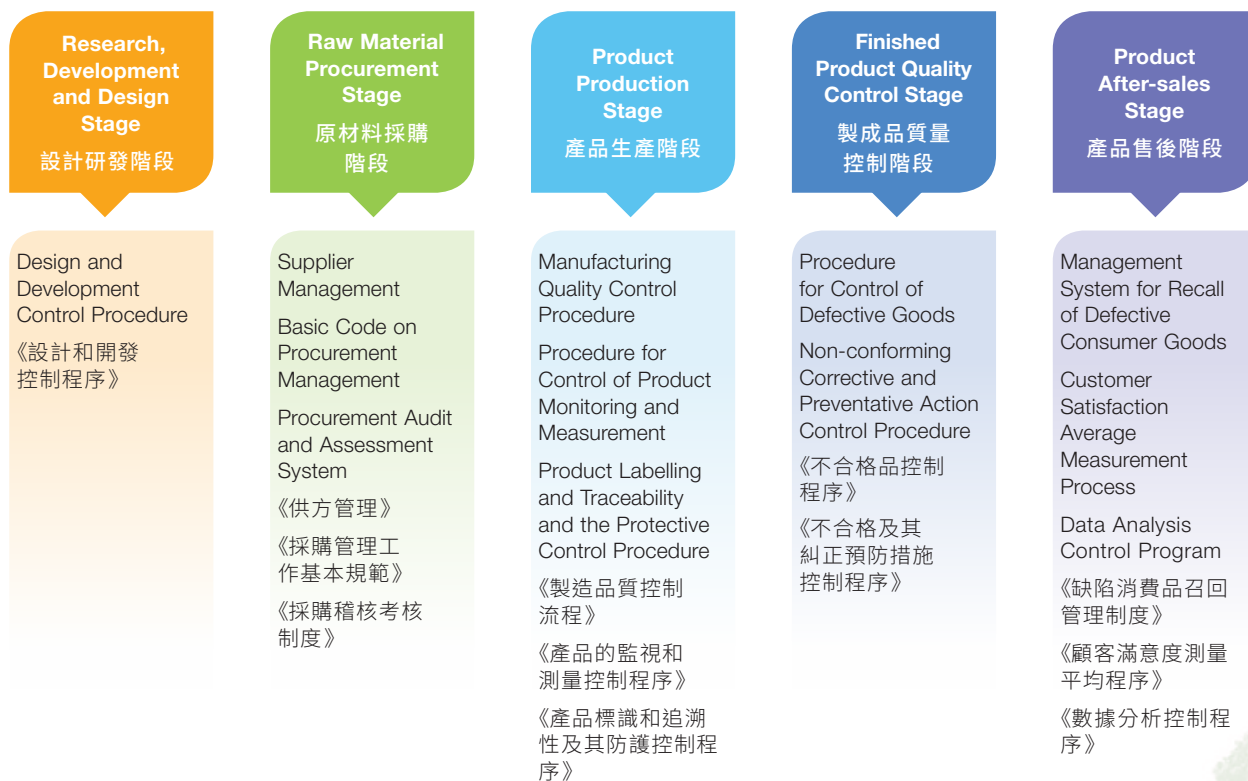 Research,
Development
and Design
Stage
設計研發階段
Design and
Development
Control Procedure
《設計和開發
控制程序》
Raw Material
Procurement
Stage
原材料採購
階段
Supplier
Management
Basic Code on
Procurement
Management
Procurement Audit
and Assessment
System
《供方管理》
《採購管理工
作基本規範》
《採購稽核考核
制度》
Product
Production
Stage
產品生產階段
Manufacturing
Quality Control
Procedure
Procedure for
Control of Product
Monitoring and
Measurement
Product Labelling
and Traceability
and the Protective
Control Procedure
《製造品質控制
流程》
《產品的監視和
測量控制程序》
《產品標識和追溯
性及其防護控制程
序》
Finished
Product Quality
Control Stage
製成品質量
控制階段
Procedure
for Control of
Defective Goods
Non-conforming
Corrective and
Preventative Action
Control Procedure
《不合格品控制
程序》
《不合格及其
糾正預防措施
控制程序》
Product
After-sales
Stage
產品售後階段
Management
System for Recall
of Defective
Consumer Goods
Customer
Satisfaction
Average
Measurement
Process
Data Analysis
Control Program
《缺陷消費品召回
管理制度》
《顧客滿意度測量
平均程序》
《數據分析控制程
序》